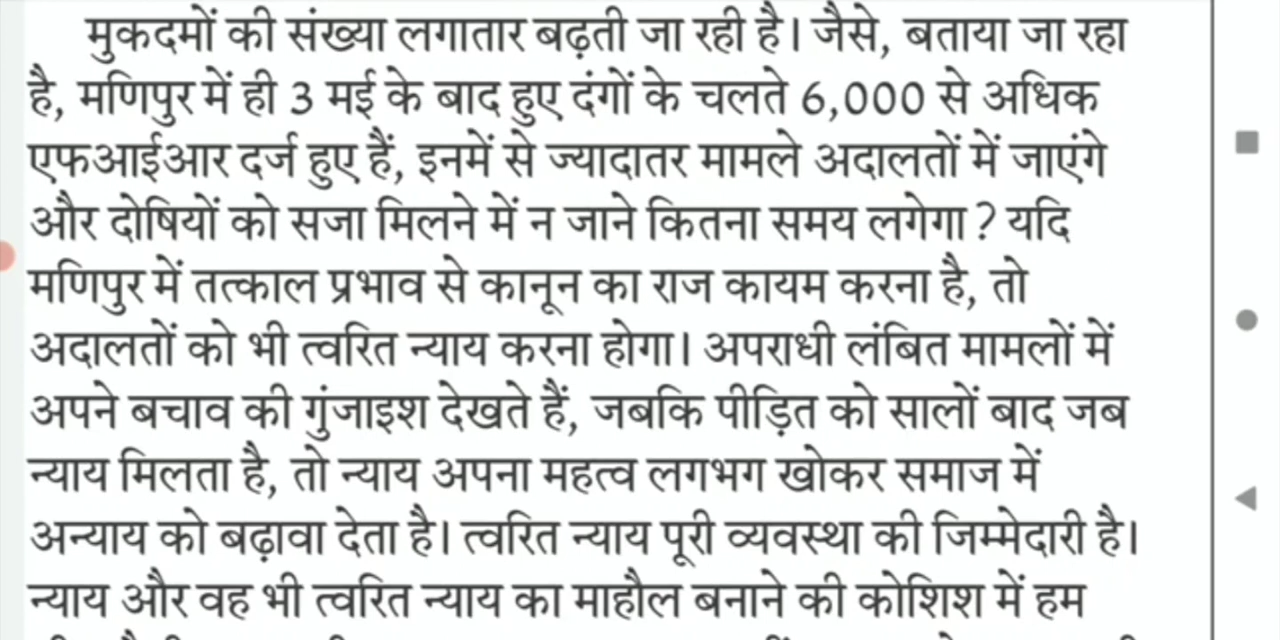 मुकदमों की संख्या लगातार बढ़ती जा रही है। जैसे, बताया जा रहा
है, मणिपुर में ही 3 मई के बाद हुए दंगों के चलते 6,000 से अधिक
एफआईआर दर्ज हुए हैं, इनमें से ज्यादातर मामले अदालतों में जाएंगे
और दोषियों को सजा मिलने में न जाने कितना समय लगेगा? यदि
मणिपुर में तत्काल प्रभाव से कानून का राज कायम करना है, तो
अदालतों को भी त्वरित न्याय करना होगा। अपराधी लंबित मामलों में
अपने बचाव की गुंजाइश देखते हैं, जबकि पीड़ित को सालों बाद जब
न्याय मिलता है, तो न्याय अपना महत्व लगभग खोकर समाज में
अन्याय को बढ़ावा देता है। त्वरित न्याय पूरी व्यवस्था की जिम्मेदारी है।
न्याय और वह भी त्वरित न्याय का माहौल बनाने की कोशिश में हम